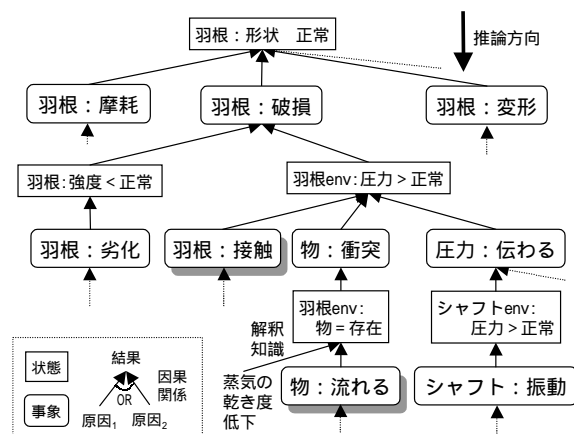 羽根：形状　正常
推論方向
羽根：摩耗
羽根：破損
羽根：変形
羽根：強度＜正常
羽根env：圧力＞正常
羽根：劣化
羽根：接触
物：衝突
圧力：伝わる
羽根env：
物＝存在
シャフトenv：
圧力＞正常
解釈
知識
蒸気の
乾き度
低下
物：流れる
シャフト：振動
状態
事象
結果
OR
因果
関係
原因1
原因2